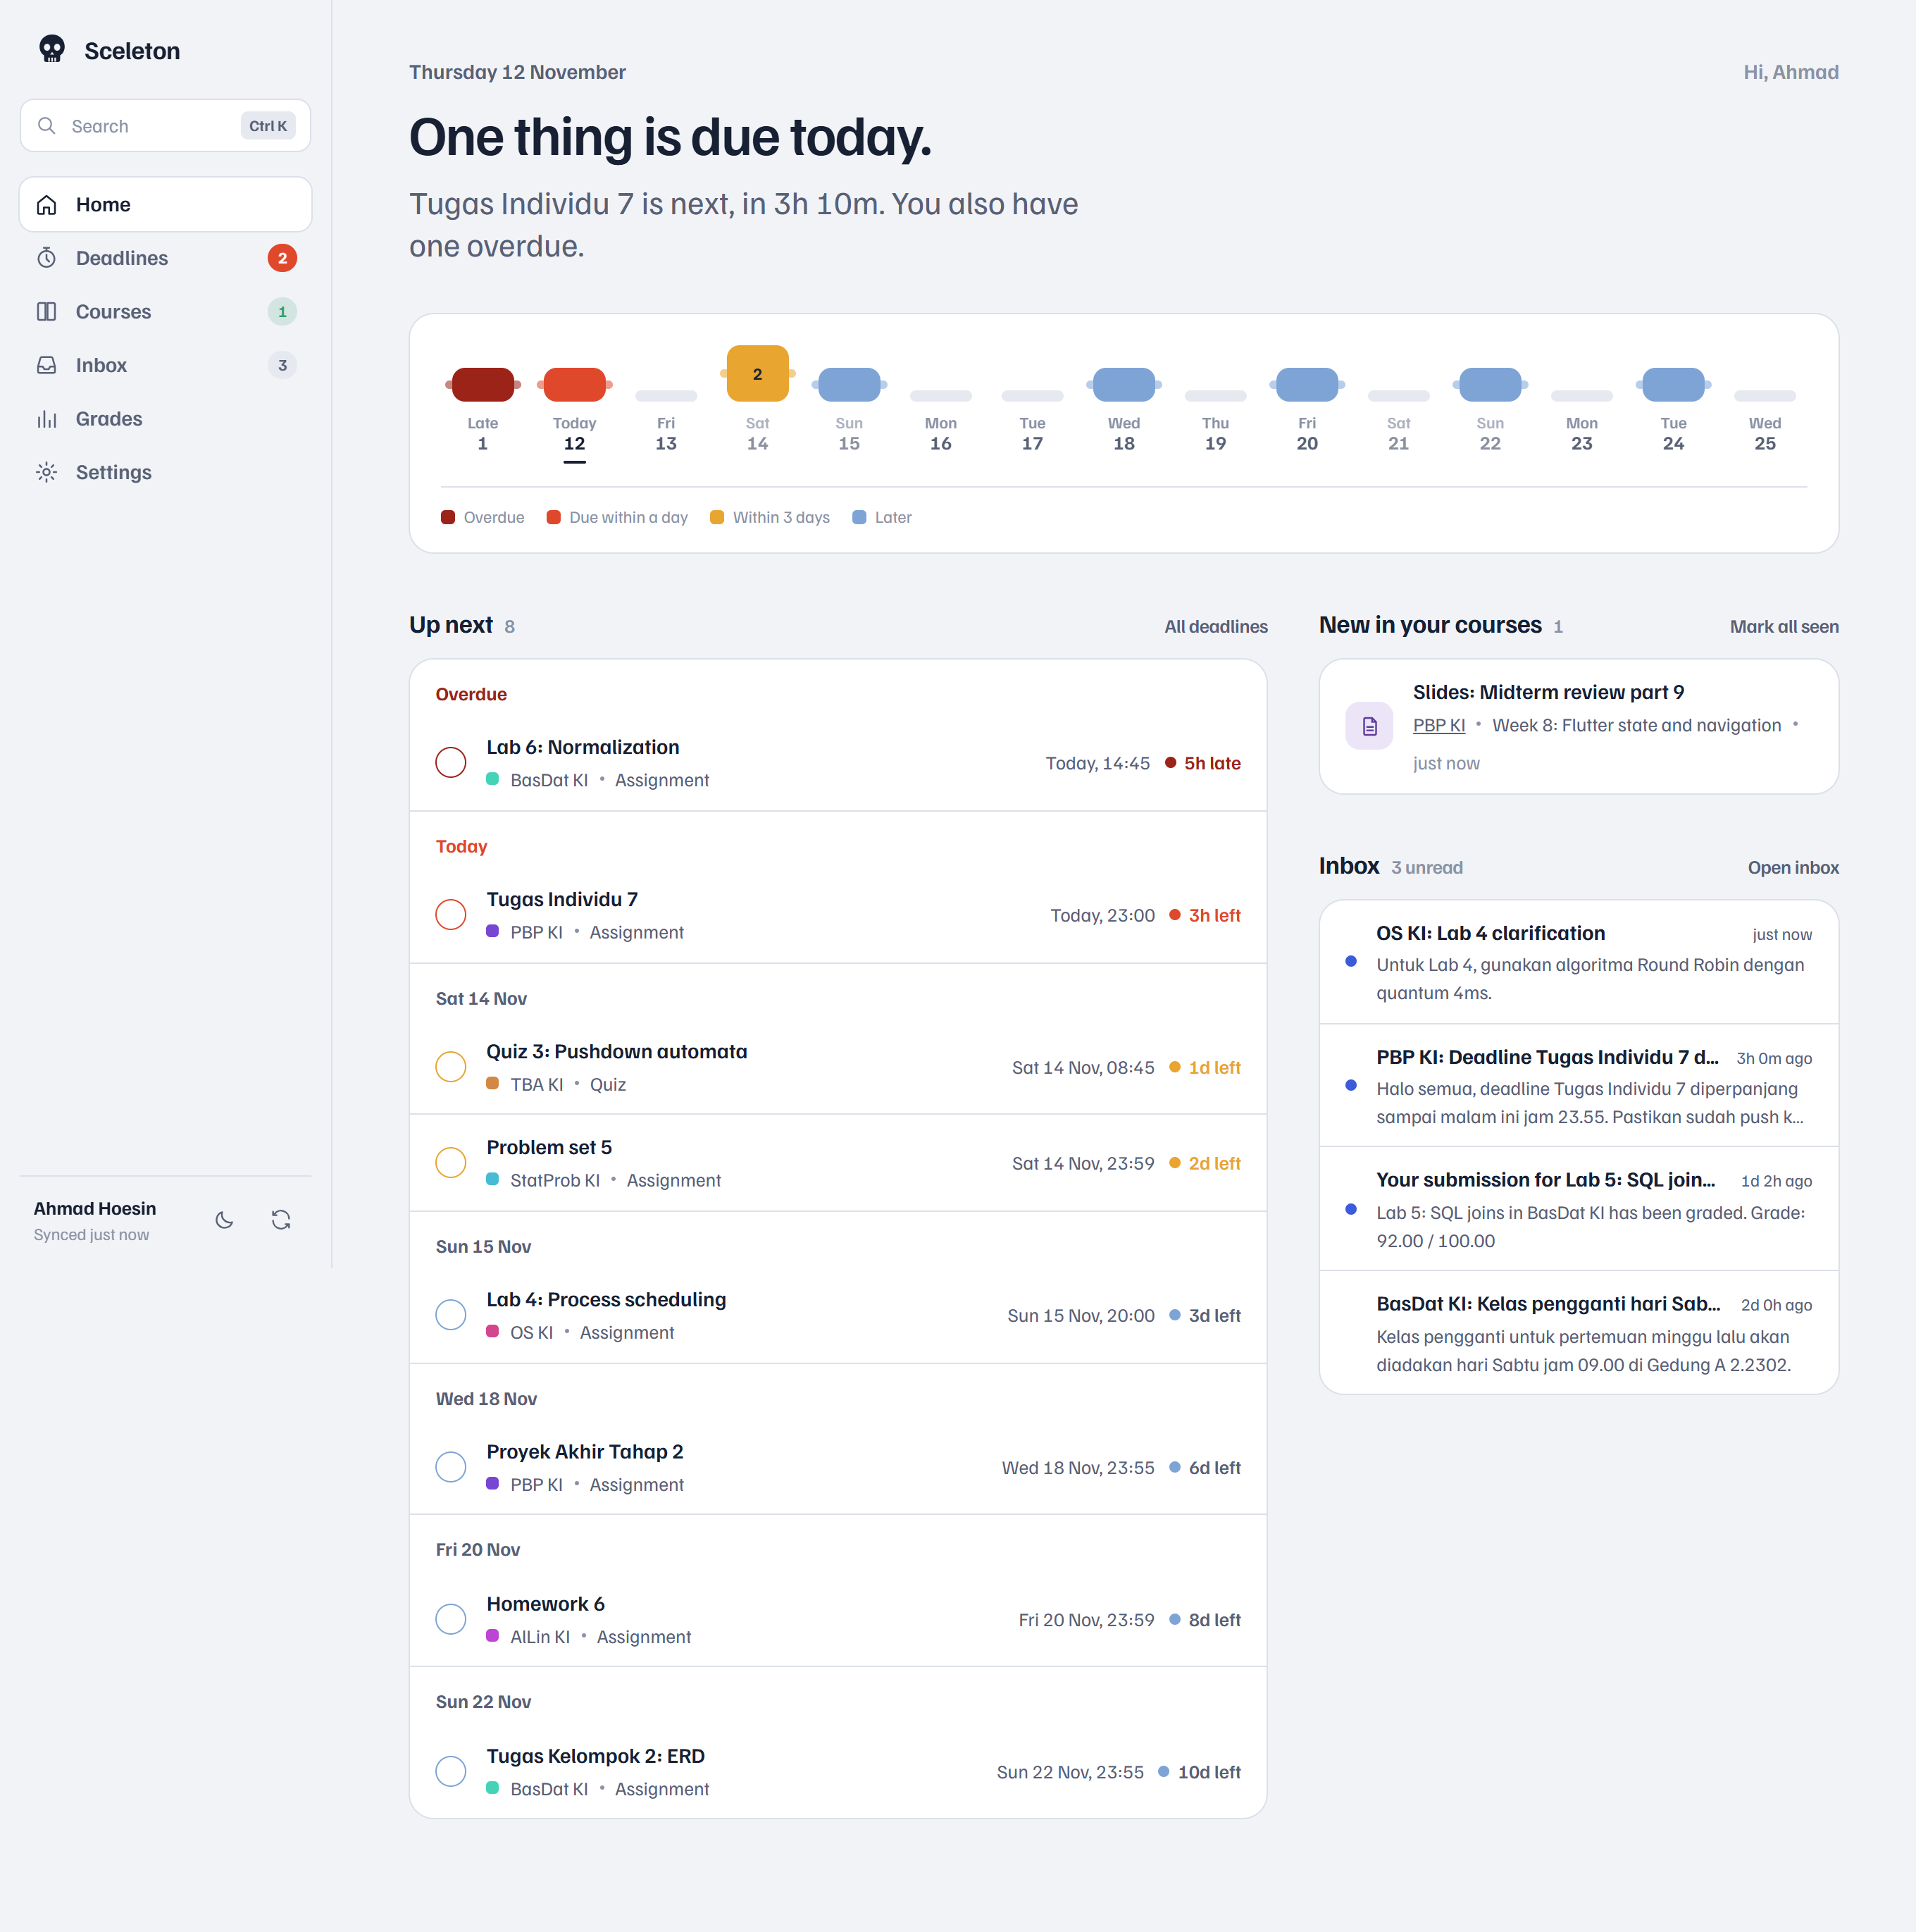 Sceleton
Search
Ctrl K
Home
Deadlines
2
Courses
1
Inbox
3
Grades
Settings
Ahmad Hoesin
Synced just now
Thursday 12 November
Hi, Ahmad
One thing is due today.
Tugas Individu 7 is next, in 3h 10m. You also have
one overdue.
2
Late
1
Today
12
Fri
13
Sat
14
Sun
15
Mon
16
Tue
17
Wed
18
Thu
19
Fri
20
Sat
21
Sun
22
Mon
23
Tue
24
Wed
25
Overdue
Due within a day
Within 3 days
Later
Up next 8
All deadlines
Overdue
Lab 6: Normalization
BasDat KI • Assignment
Today, 14:45
5h late
Today
Tugas Individu 7
PBP KI • Assignment
Today, 23:00
3h left
Sat 14 Nov
Quiz 3: Pushdown automata
TBA KI • Quiz
Sat 14 Nov, 08:45
1d left
Problem set 5
StatProb KI • Assignment
Sat 14 Nov, 23:59
2d left
Sun 15 Nov
Lab 4: Process scheduling
OS KI • Assignment
Sun 15 Nov, 20:00
3d left
Wed 18 Nov
Proyek Akhir Tahap 2
PBP KI • Assignment
Wed 18 Nov, 23:55
6d left
Fri 20 Nov
Homework 6
AlLin KI • Assignment
Fri 20 Nov, 23:59
8d left
Sun 22 Nov
Tugas Kelompok 2: ERD
BasDat KI • Assignment
Sun 22 Nov, 23:55
10d left
New in your courses 1
Mark all seen
Slides: Midterm review part 9
PBP KI • Week 8: Flutter state and navigation •
just now
Inbox 3 unread
Open inbox
OS KI: Lab 4 clarification
just now
Untuk Lab 4, gunakan algoritma Round Robin dengan
quantum 4ms.
PBP KI: Deadline Tugas Individu 7 d...
3h 0m ago
Halo semua, deadline Tugas Individu 7 diperpanjang
sampai malam ini jam 23.55. Pastikan sudah push k...
Your submission for Lab 5: SQL join...
1d 2h ago
Lab 5: SQL joins in BasDat KI has been graded. Grade:
92.00 / 100.00
BasDat KI: Kelas pengganti hari Sab...
2d 0h ago
Kelas pengganti untuk pertemuan minggu lalu akan
diadakan hari Sabtu jam 09.00 di Gedung A 2.2302.